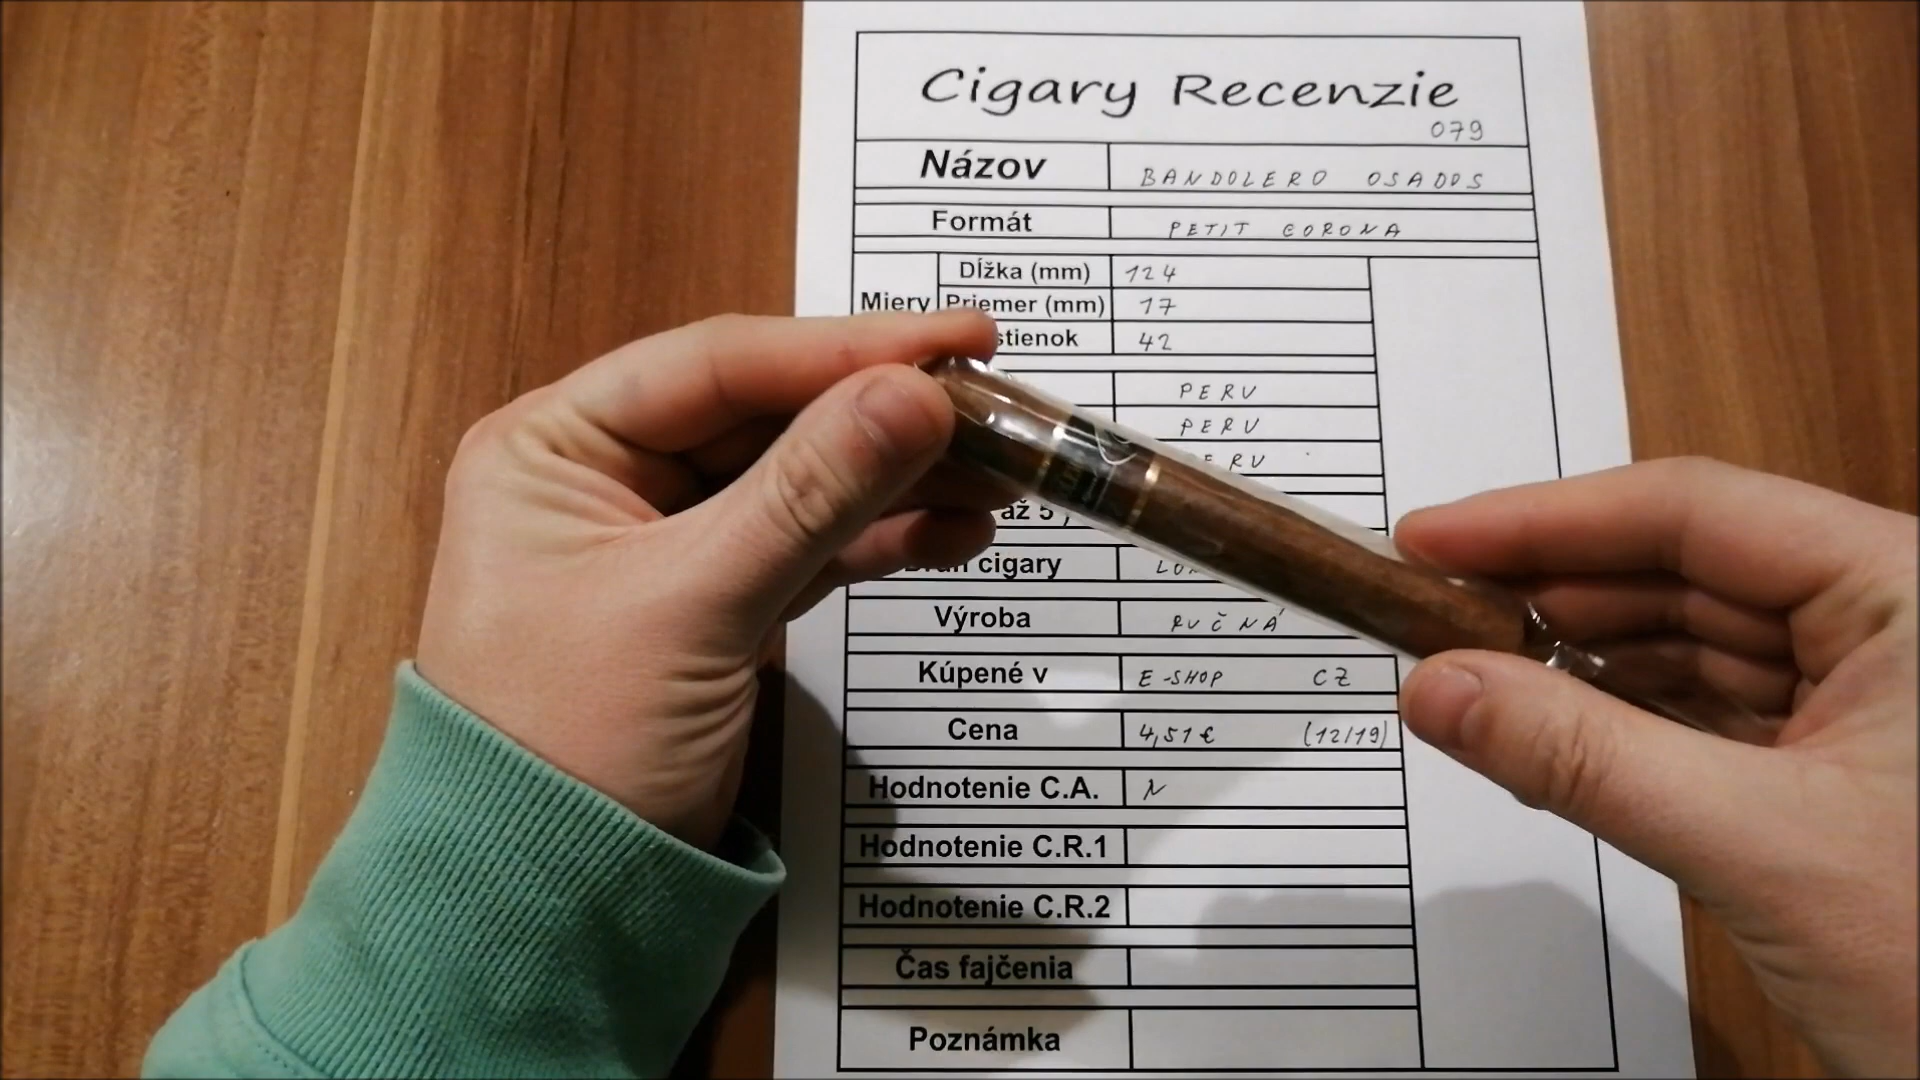 Cigary Recenzie
079
Názov BANDOLERO OSADOS
Formát PETIT CORONA
Miery
Dĺžka (mm) 124
Priemer (mm) 17
42
PERU
PERU
až 5
cigary
Výroba RUČNÁ
Kúpené v E-SHOP CZ
Cena 4,51€ (12/19)
Hodnotenie C.A. N
Hodnotenie C.R.1
Hodnotenie C.R.2
Čas fajčenia
Poznámka